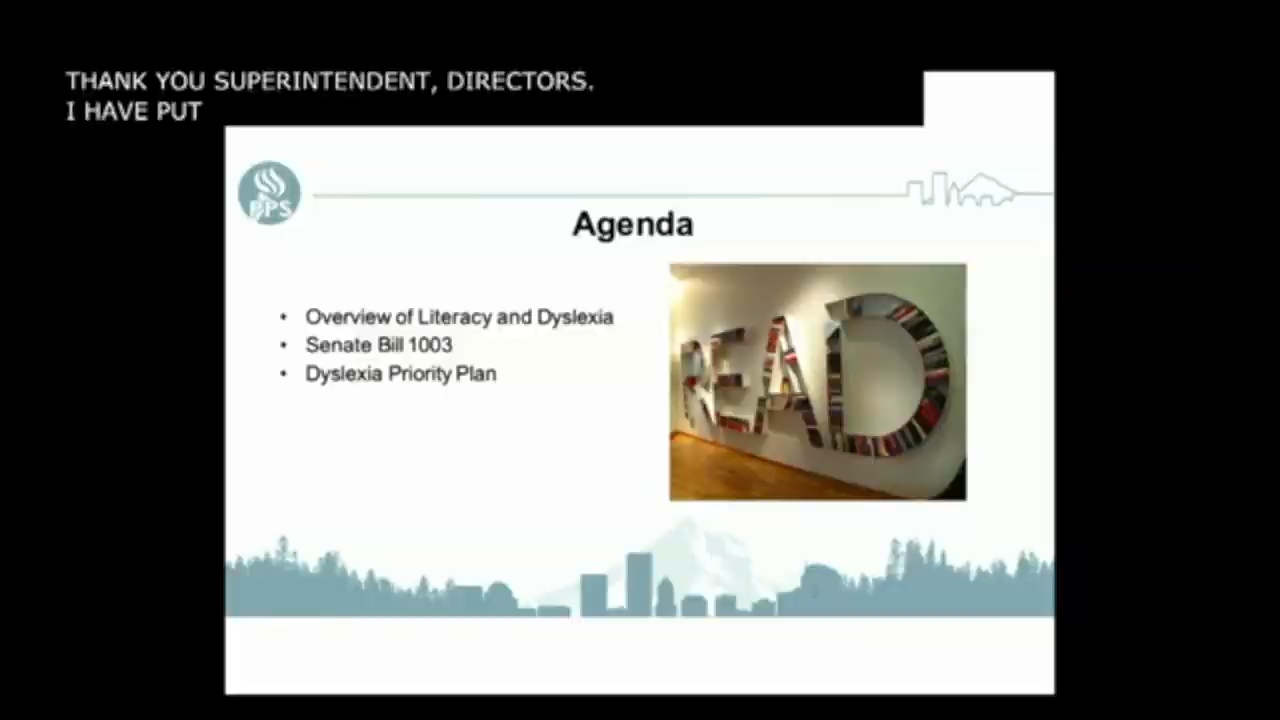 THANK YOU SUPERINTENDENT, DIRECTORS.
I HAVE PUT
PPS
Agenda
• Overview of Literacy and Dyslexia
• Senate Bill 1003
• Dyslexia Priority Plan
READ